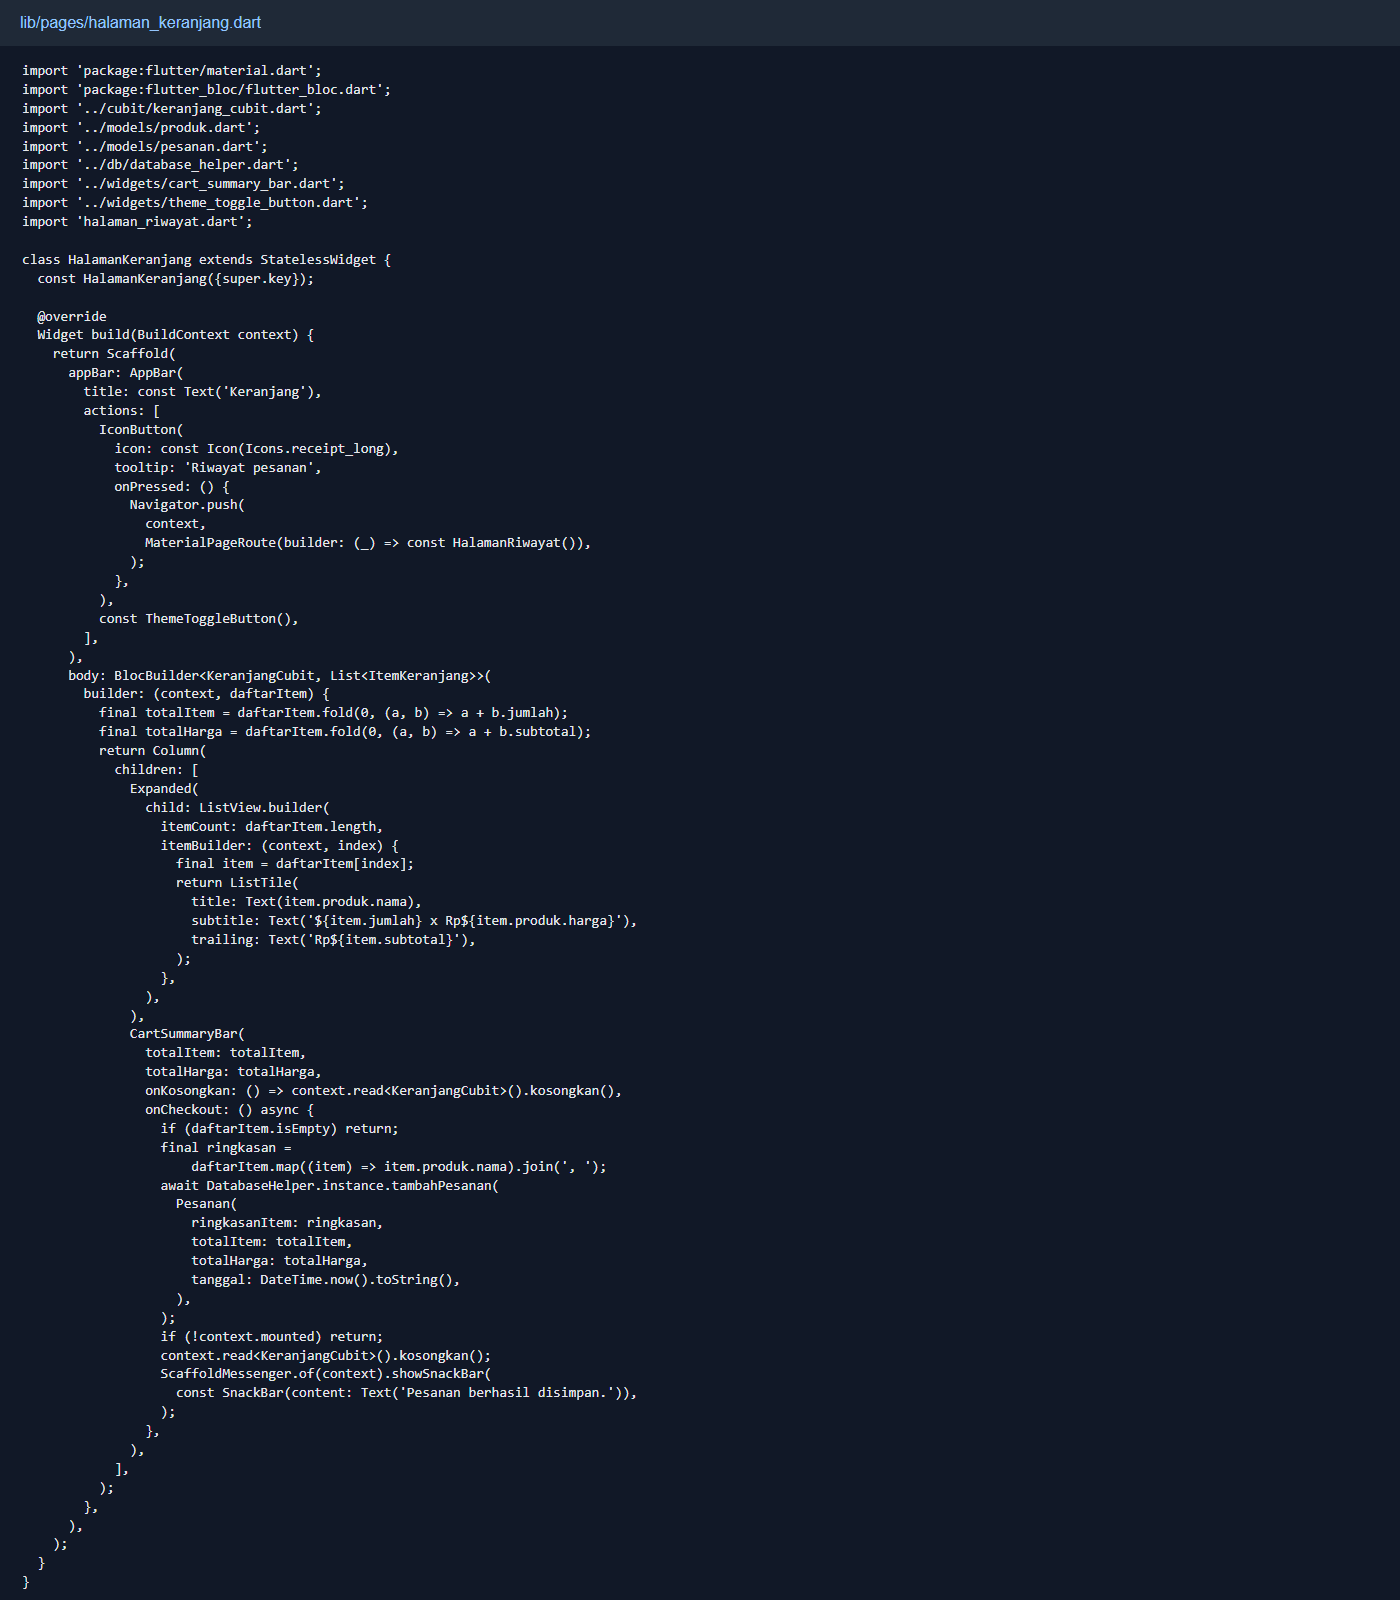 lib/pages/halaman_keranjang.dart
import 'package:flutter/material.dart';
import 'package:flutter_bloc/flutter_bloc.dart';
import '../cubit/keranjang_cubit.dart';
import '../models/produk.dart';
import '../models/pesanan.dart';
import '../db/database_helper.dart';
import '../widgets/cart_summary_bar.dart';
import '../widgets/theme_toggle_button.dart';
import 'halaman_riwayat.dart';

class HalamanKeranjang extends StatelessWidget {
  const HalamanKeranjang({super.key});

  @override
  Widget build(BuildContext context) {
    return Scaffold(
      appBar: AppBar(
        title: const Text('Keranjang'),
        actions: [
          IconButton(
            icon: const Icon(Icons.receipt_long),
            tooltip: 'Riwayat pesanan',
            onPressed: () {
              Navigator.push(
                context,
                MaterialPageRoute(builder: (_) => const HalamanRiwayat()),
              );
            },
          ),
          const ThemeToggleButton(),
        ],
      ),
      body: BlocBuilder<KeranjangCubit, List<ItemKeranjang>>(
        builder: (context, daftarItem) {
          final totalItem = daftarItem.fold(0, (a, b) => a + b.jumlah);
          final totalHarga = daftarItem.fold(0, (a, b) => a + b.subtotal);
          return Column(
            children: [
              Expanded(
                child: ListView.builder(
                  itemCount: daftarItem.length,
                  itemBuilder: (context, index) {
                    final item = daftarItem[index];
                    return ListTile(
                      title: Text(item.produk.nama),
                      subtitle: Text('${item.jumlah} x Rp${item.produk.harga}'),
                      trailing: Text('Rp${item.subtotal}'),
                    );
                  },
                ),
              ),
              CartSummaryBar(
                totalItem: totalItem,
                totalHarga: totalHarga,
                onKosongkan: () => context.read<KeranjangCubit>().kosongkan(),
                onCheckout: () async {
                  if (daftarItem.isEmpty) return;
                  final ringkasan =
                      daftarItem.map((item) => item.produk.nama).join(', ');
                  await DatabaseHelper.instance.tambahPesanan(
                    Pesanan(
                      ringkasanItem: ringkasan,
                      totalItem: totalItem,
                      totalHarga: totalHarga,
                      tanggal: DateTime.now().toString(),
                    ),
                  );
                  if (!context.mounted) return;
                  context.read<KeranjangCubit>().kosongkan();
                  ScaffoldMessenger.of(context).showSnackBar(
                    const SnackBar(content: Text('Pesanan berhasil disimpan.')),
                  );
                },
              ),
            ],
          );
        },
      ),
    );
  }
}